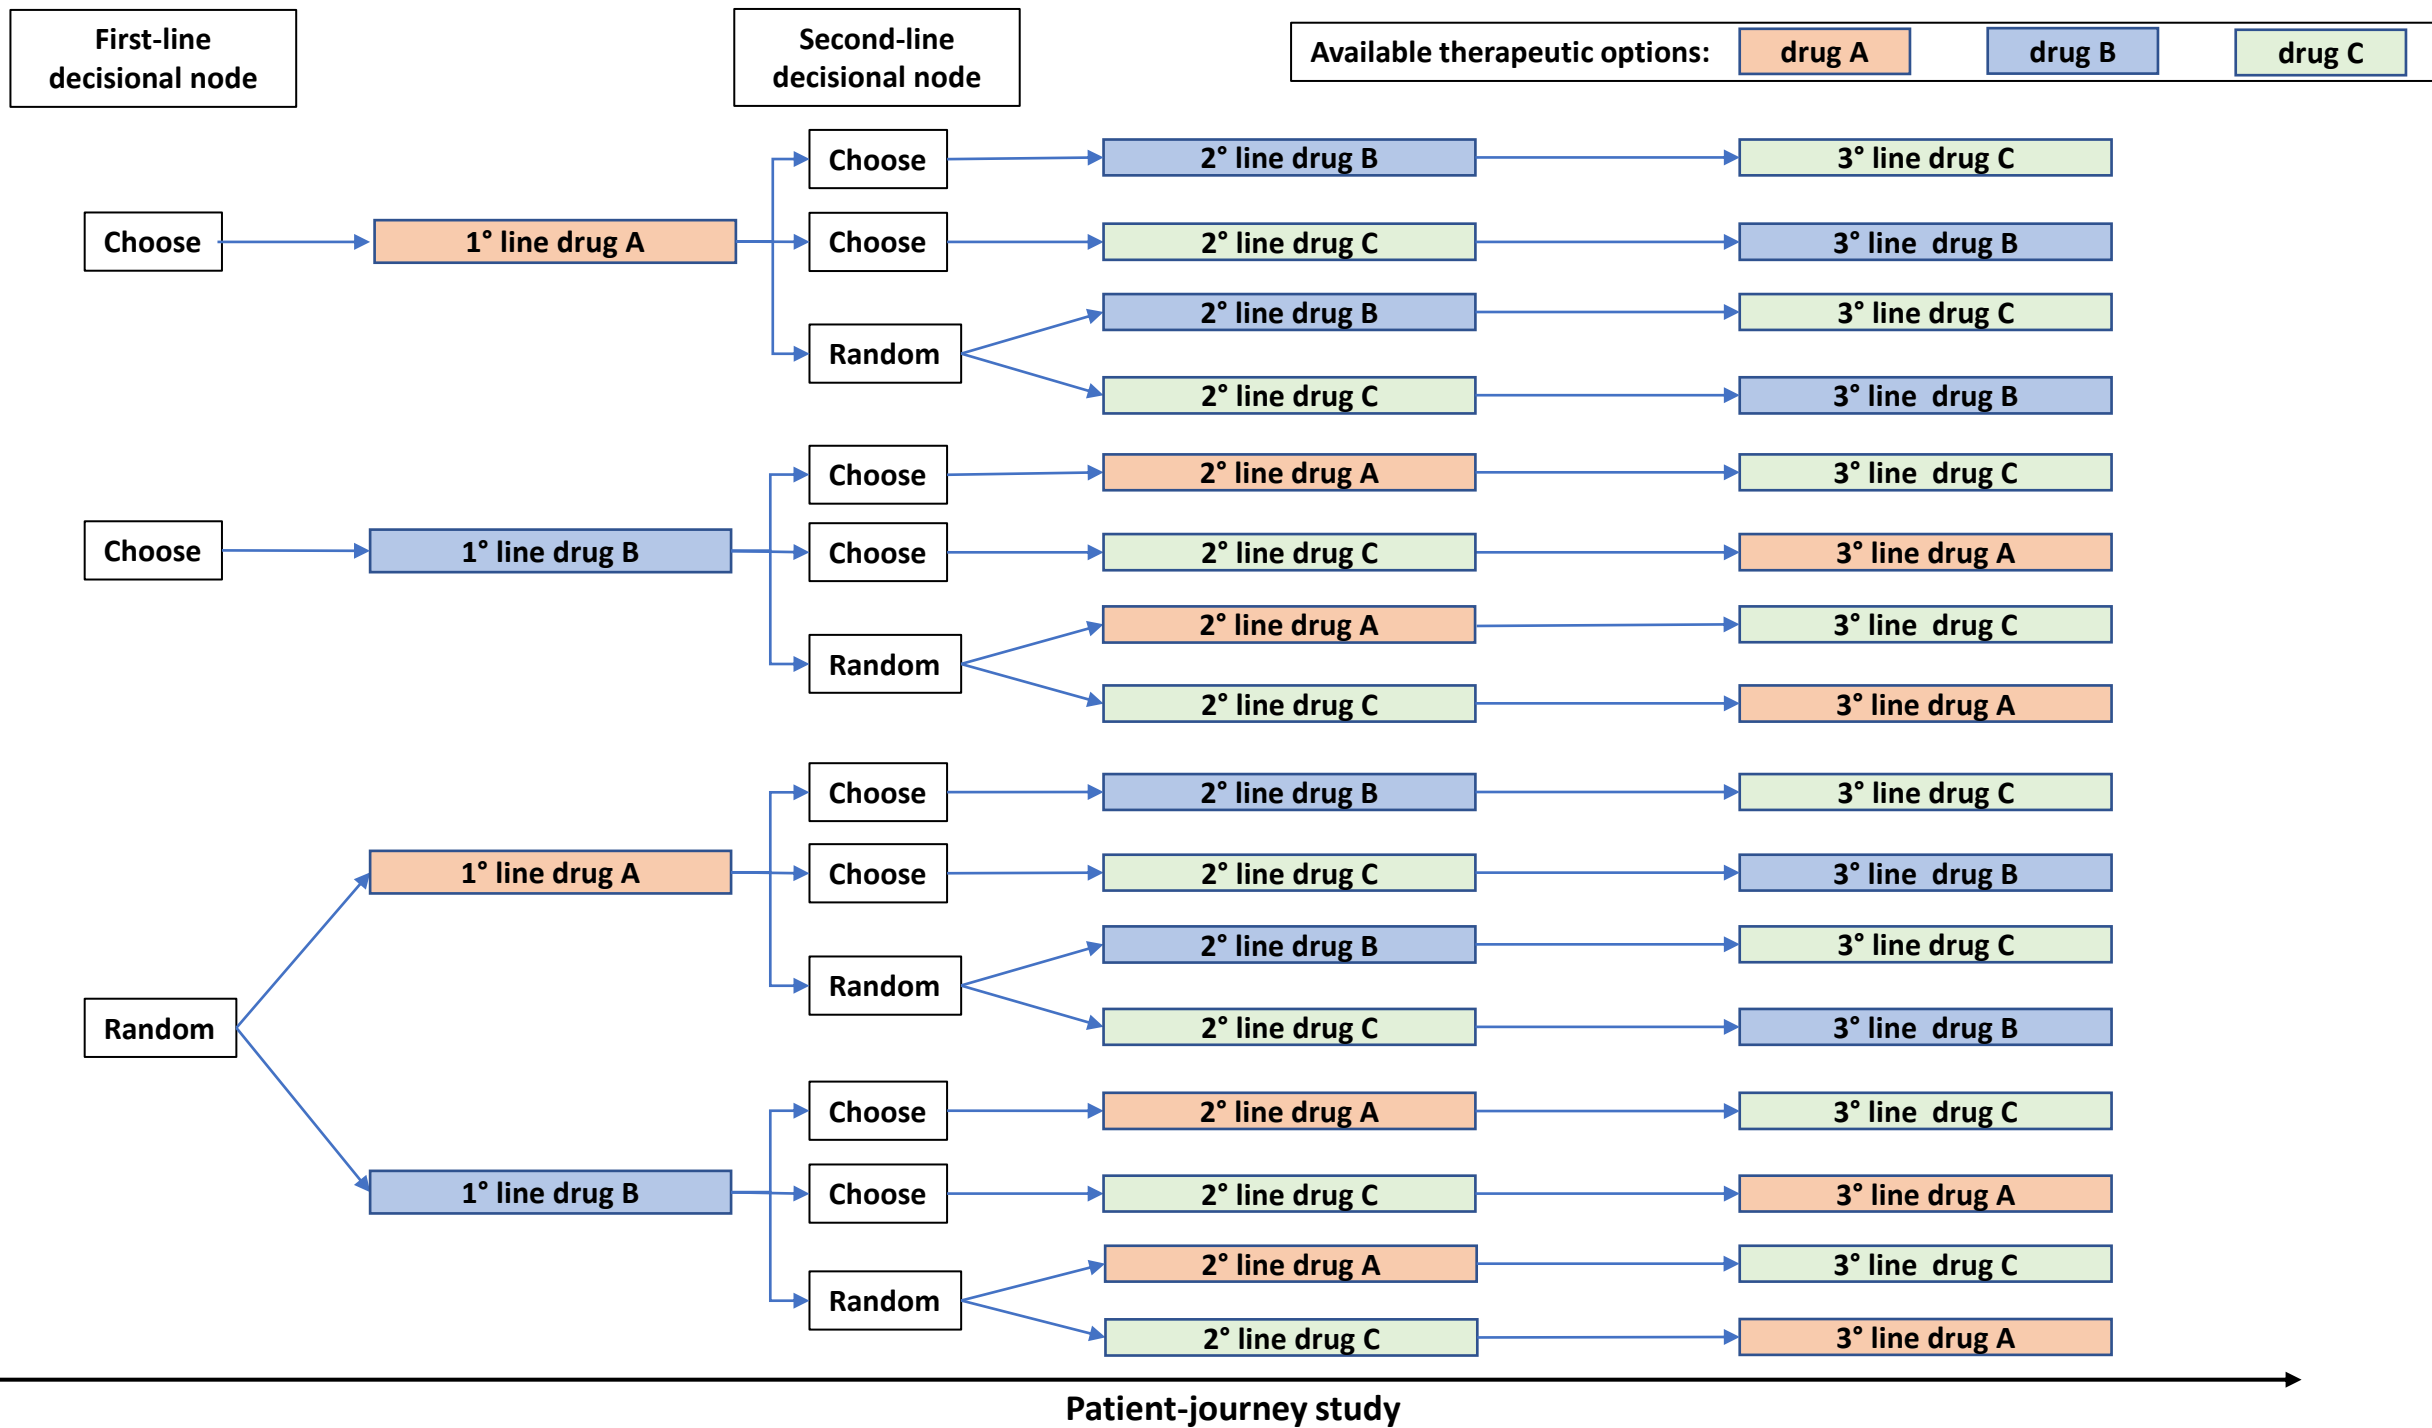 First-line
decisional node
Second-line
decisional node
Available therapeutic options: drug A drug B drug C
Choose 2° line drug B 3° line drug C
Choose 1° line drug A Choose 2° line drug C 3° line  drug B
2° line drug B 3° line  drug C
Random
2° line drug C 3° line  drug B
Choose 2° line drug A 3° line  drug C
Choose 1° line drug B Choose 2° line drug C 3° line drug A
2° line drug A 3° line  drug C
Random
2° line drug C 3° line drug A
Choose 2° line drug B 3° line  drug C
1° line drug A Choose 2° line drug C 3° line  drug B
2° line drug B 3° line  drug C
Random
Random 2° line drug C 3° line  drug B
Choose 2° line drug A 3° line  drug C
1° line drug B Choose 2° line drug C 3° line drug A
2° line drug A 3° line  drug C
Random
2° line drug C 3° line drug A
Patient-journey study